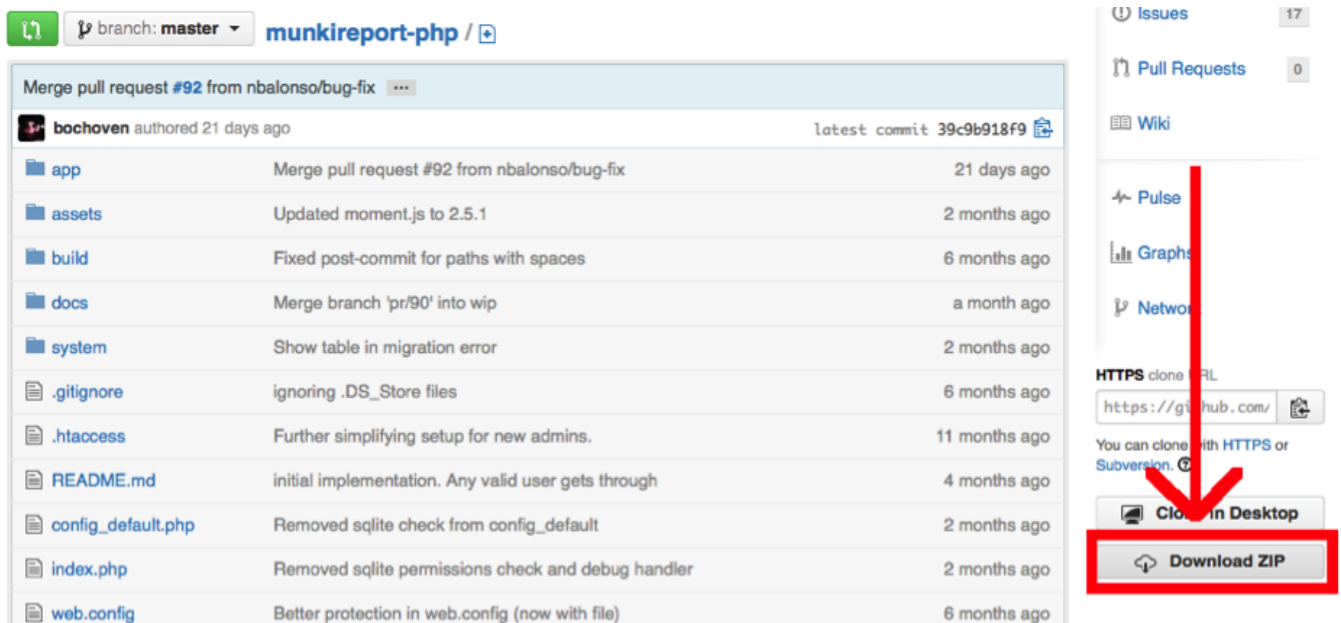 branch: master
munkireport-php /
Merge pull request #92 from nbalonso/bug-fix ...
bochoven authored 21 days ago
latest commit 39c9b918f9
app Merge pull request #92 from nbalonso/bug-fix 21 days ago
assets Updated moment.js to 2.5.1 2 months ago
build Fixed post-commit for paths with spaces 6 months ago
docs Merge branch 'pr/90' into wip a month ago
system Show table in migration error 2 months ago
.gitignore ignoring .DS_Store files 6 months ago
.htaccess Further simplifying setup for new admins. 11 months ago
README.md initial implementation. Any valid user gets through 4 months ago
config_default.php Removed sqlite check from config_default 2 months ago
index.php Removed sqlite permissions check and debug handler 2 months ago
web.config Better protection in web.config (now with file) 6 months ago
Issues 17
Pull Requests 0
Wiki
Pulse
Graphs
Network
HTTPS clone URL
https://github.com/
You can clone with HTTPS or
Subversion.
Clone in Desktop
Download ZIP